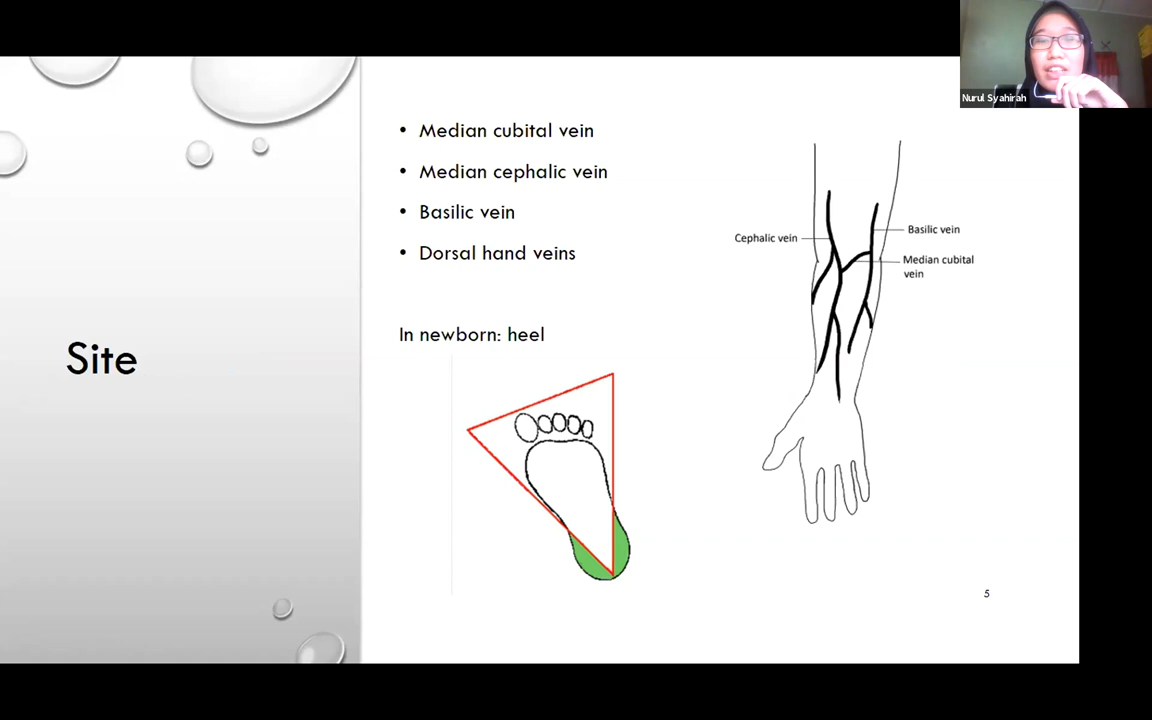 Nurul Syahirah
Site
• Median cubital vein
• Median cephalic vein
• Basilic vein
• Dorsal hand veins
In newborn: heel
Cephalic vein
Basilic vein
Median cubital
vein
5